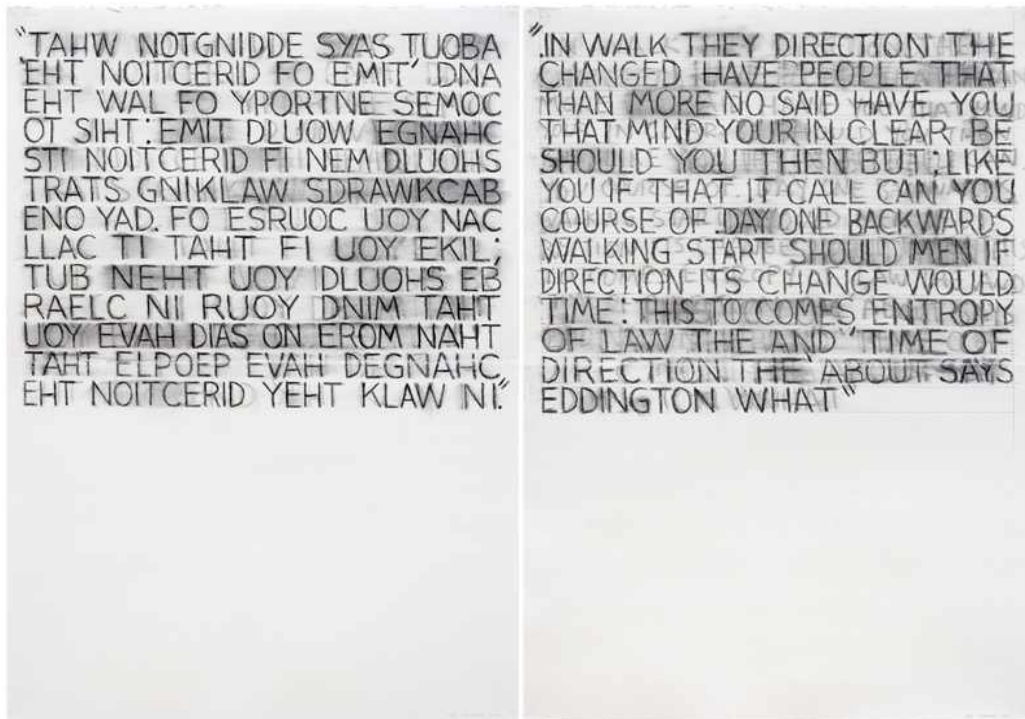 "TAHW NOTGNIDDE SYAS TUOBA
'EHT NOITCERID FO EMIT' DNA
EHT WAL FO YPORTNE SEMOC
OT SIHT: EMIT DLUOW EGNAHC
STI NOITCERID FI NEM DLUOHS
TRATS GNIKLAW SDRAWKCAB
ENO YAD. FO ESRUOC UOY NAC
LLAC TI TAHT FI UOY EKIL;
TUB NEHT UOY DLUOHS EB
RAELC NI RUOY DNIM TAHT
UOY EVAH DIAS ON EROM NAHT
TAHT ELPOEP EVAH DEGNAHC
EHT NOITCERID YEHT KLAW NI."
".IN WALK THEY DIRECTION THE
CHANGED HAVE PEOPLE THAT
THAN MORE NO SAID HAVE YOU
THAT MIND YOUR IN CLEAR BE
SHOULD YOU THEN BUT ;LIKE
YOU IF THAT IT CALL CAN YOU
COURSE OF .DAY ONE BACKWARDS
WALKING START SHOULD MEN IF
DIRECTION ITS CHANGE WOULD
TIME: THIS TO COMES ENTROPY
OF LAW THE AND 'TIME OF
DIRECTION THE' ABOUT SAYS
EDDINGTON WHAT"